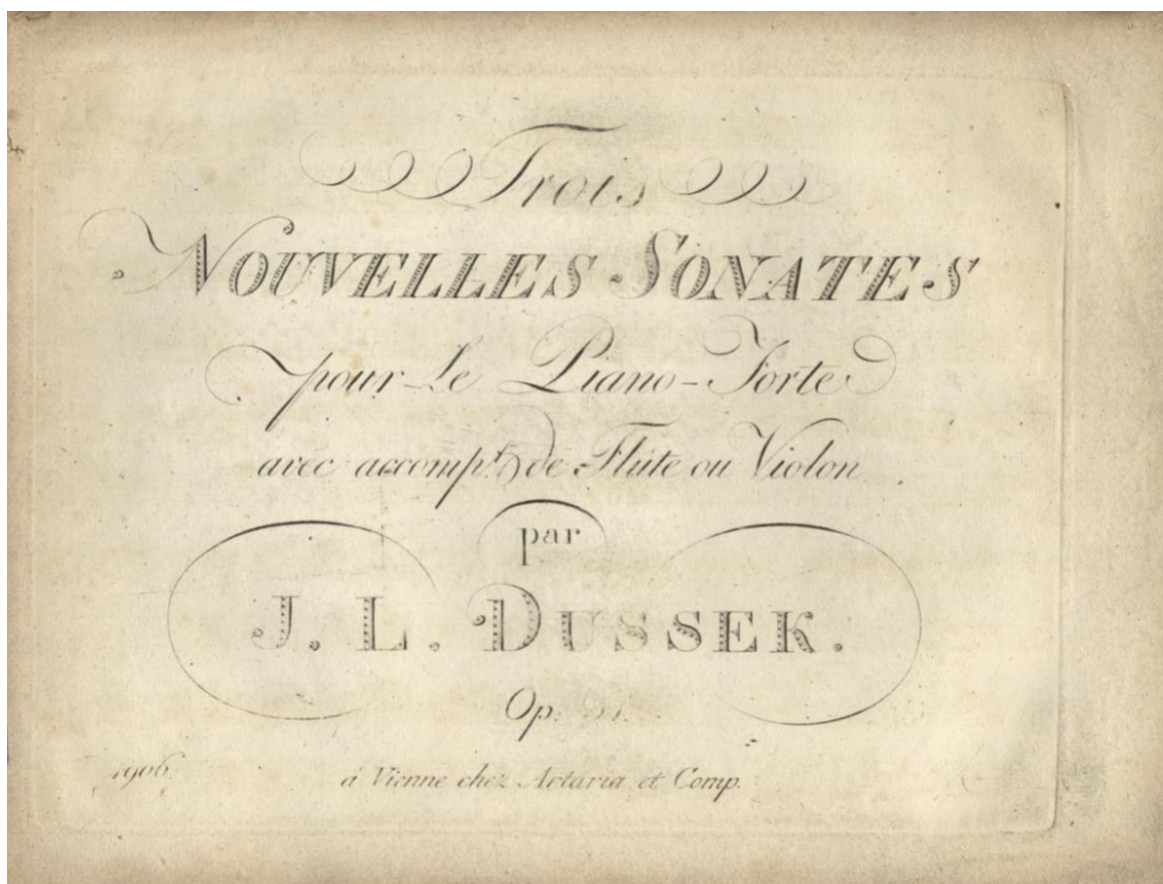 Trois
NOUVELLES SONATES
pour Le Piano-Forte
avec accomp.t de Flûte ou Violon
par
J. L. DUSSEK.
Op.
1906.
à Vienne chez Artaria et Comp.